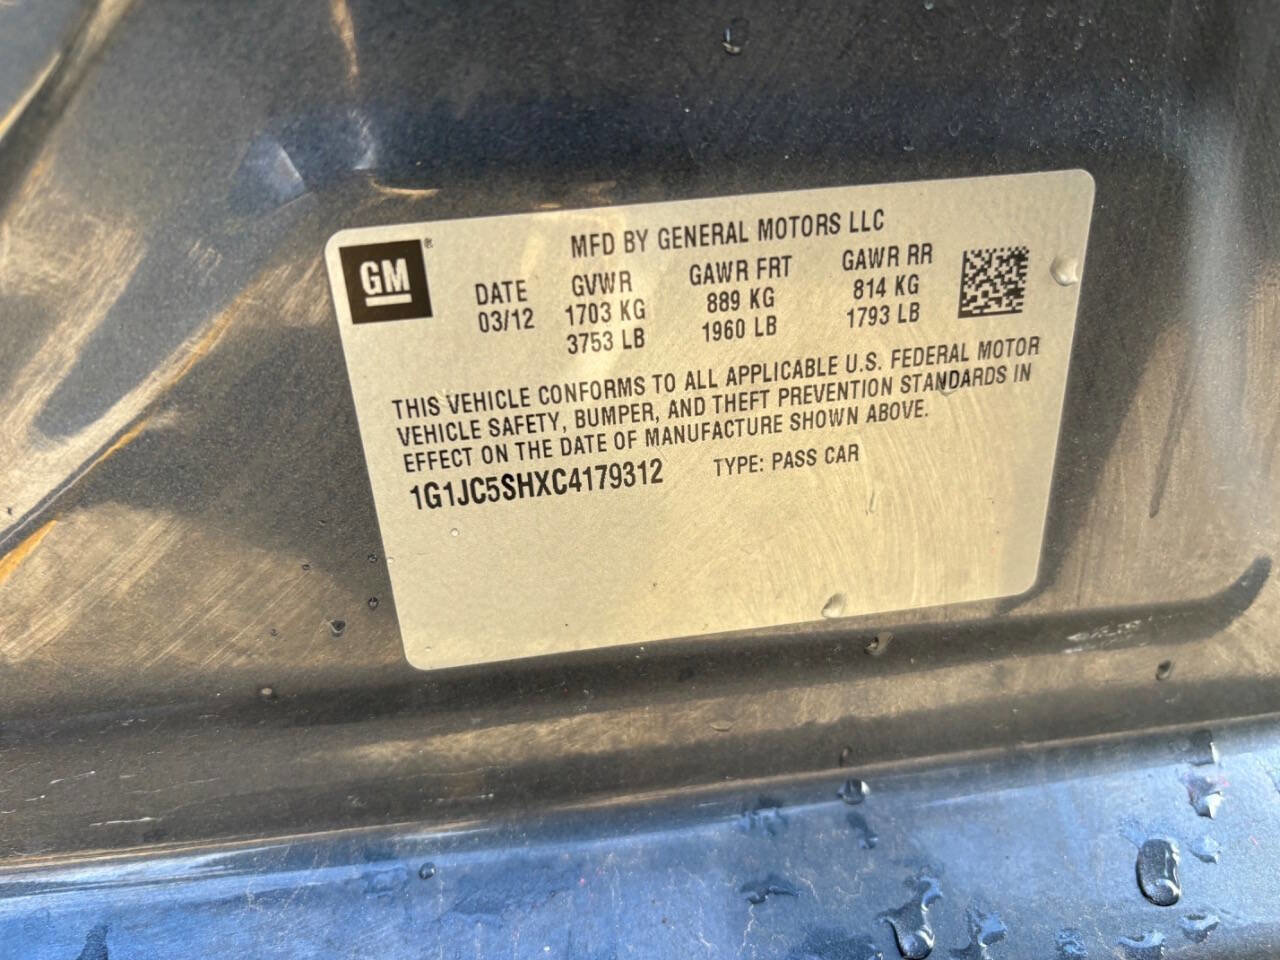 MFD BY GENERAL MOTORS LLC
GM®
DATE GVWR GAWR FRT GAWR RR
03/12 1703 KG 889 KG 814 KG
3753 LB 1960 LB 1793 LB
THIS VEHICLE CONFORMS TO ALL APPLICABLE U.S. FEDERAL MOTOR
VEHICLE SAFETY, BUMPER, AND THEFT PREVENTION STANDARDS IN
EFFECT ON THE DATE OF MANUFACTURE SHOWN ABOVE.
1G1JC5SHXC4179312 TYPE: PASS CAR